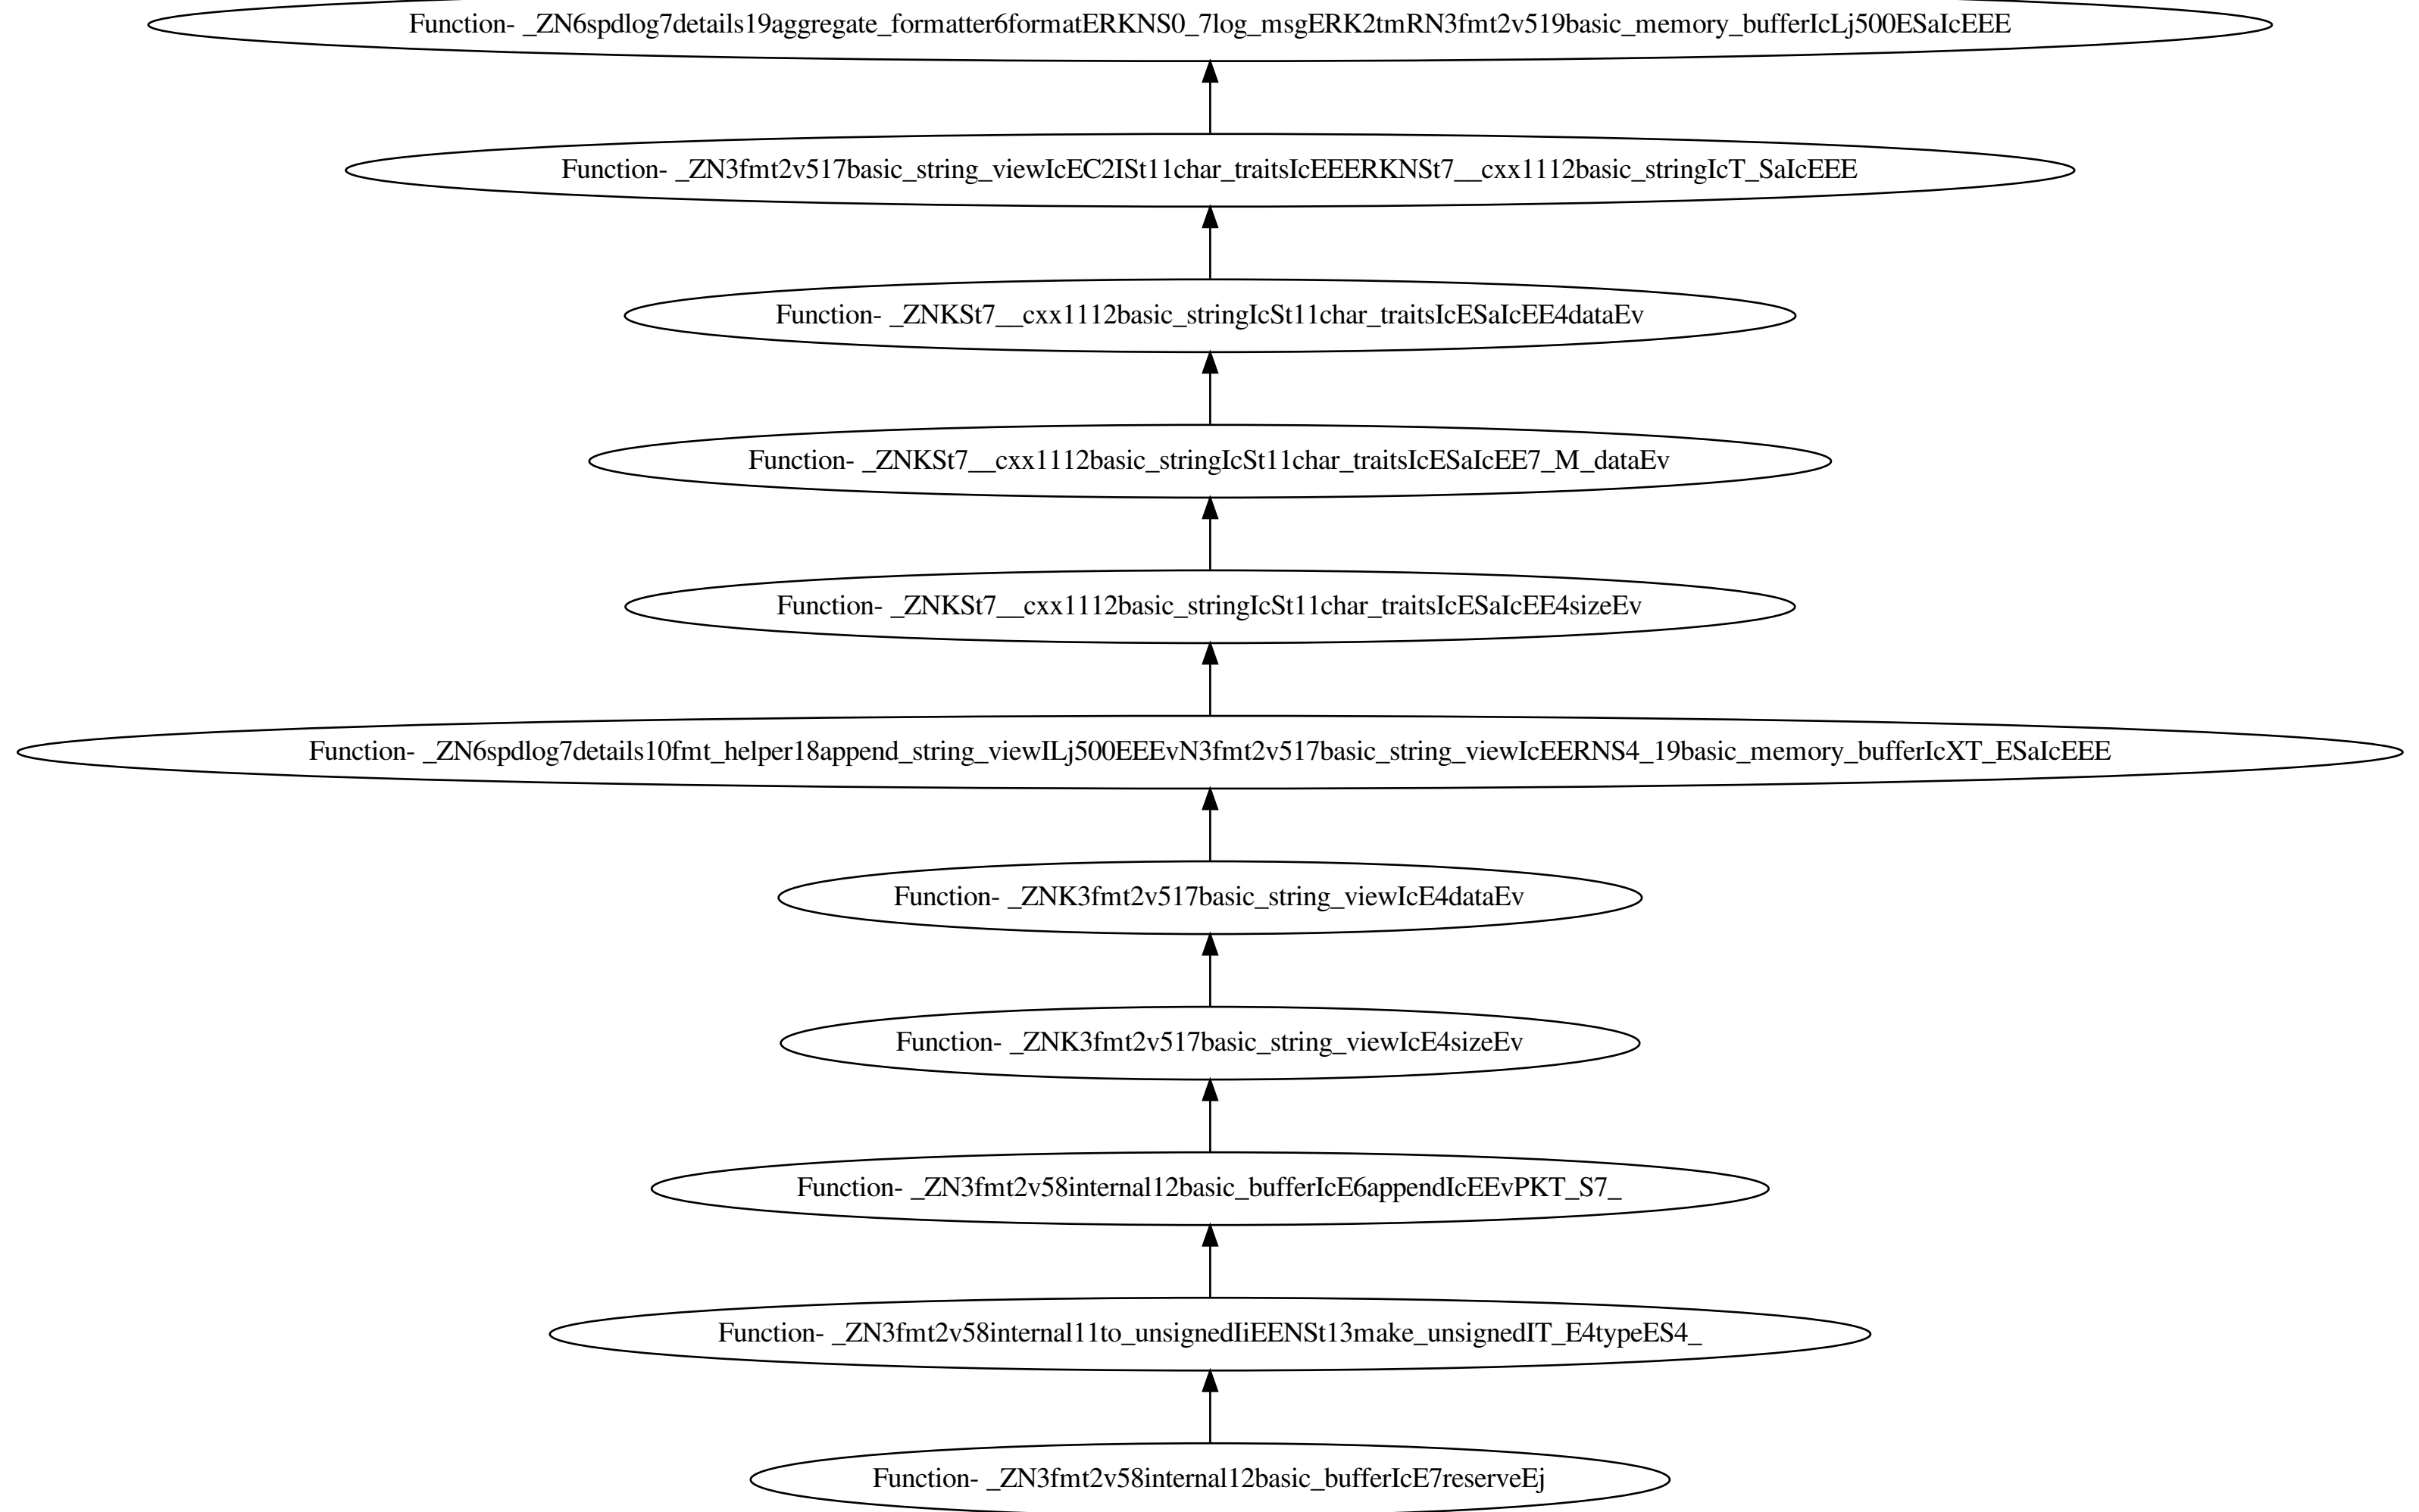 Function- _ZN6spdlog7details19aggregate_formatter6formatERKNS0_7log_msgERK2tmRN3fmt2v519basic_memory_bufferIcLj500ESaIcEEE
Function- _ZN3fmt2v517basic_string_viewIcEC2ISt11char_traitsIcEEERKNSt7__cxx1112basic_stringIcT_SaIcEEE
Function- _ZNKSt7__cxx1112basic_stringIcSt11char_traitsIcESaIcEE4dataEv
Function- _ZNKSt7__cxx1112basic_stringIcSt11char_traitsIcESaIcEE7_M_dataEv
Function- _ZNKSt7__cxx1112basic_stringIcSt11char_traitsIcESaIcEE4sizeEv
Function- _ZN6spdlog7details10fmt_helper18append_string_viewILj500EEEvN3fmt2v517basic_string_viewIcEERNS4_19basic_memory_bufferIcXT_ESaIcEEE
Function- _ZNK3fmt2v517basic_string_viewIcE4dataEv
Function- _ZNK3fmt2v517basic_string_viewIcE4sizeEv
Function- _ZN3fmt2v58internal12basic_bufferIcE6appendIcEEvPKT_S7_
Function- _ZN3fmt2v58internal11to_unsignedIiEENSt13make_unsignedIT_E4typeES4_
Function- _ZN3fmt2v58internal12basic_bufferIcE7reserveEj